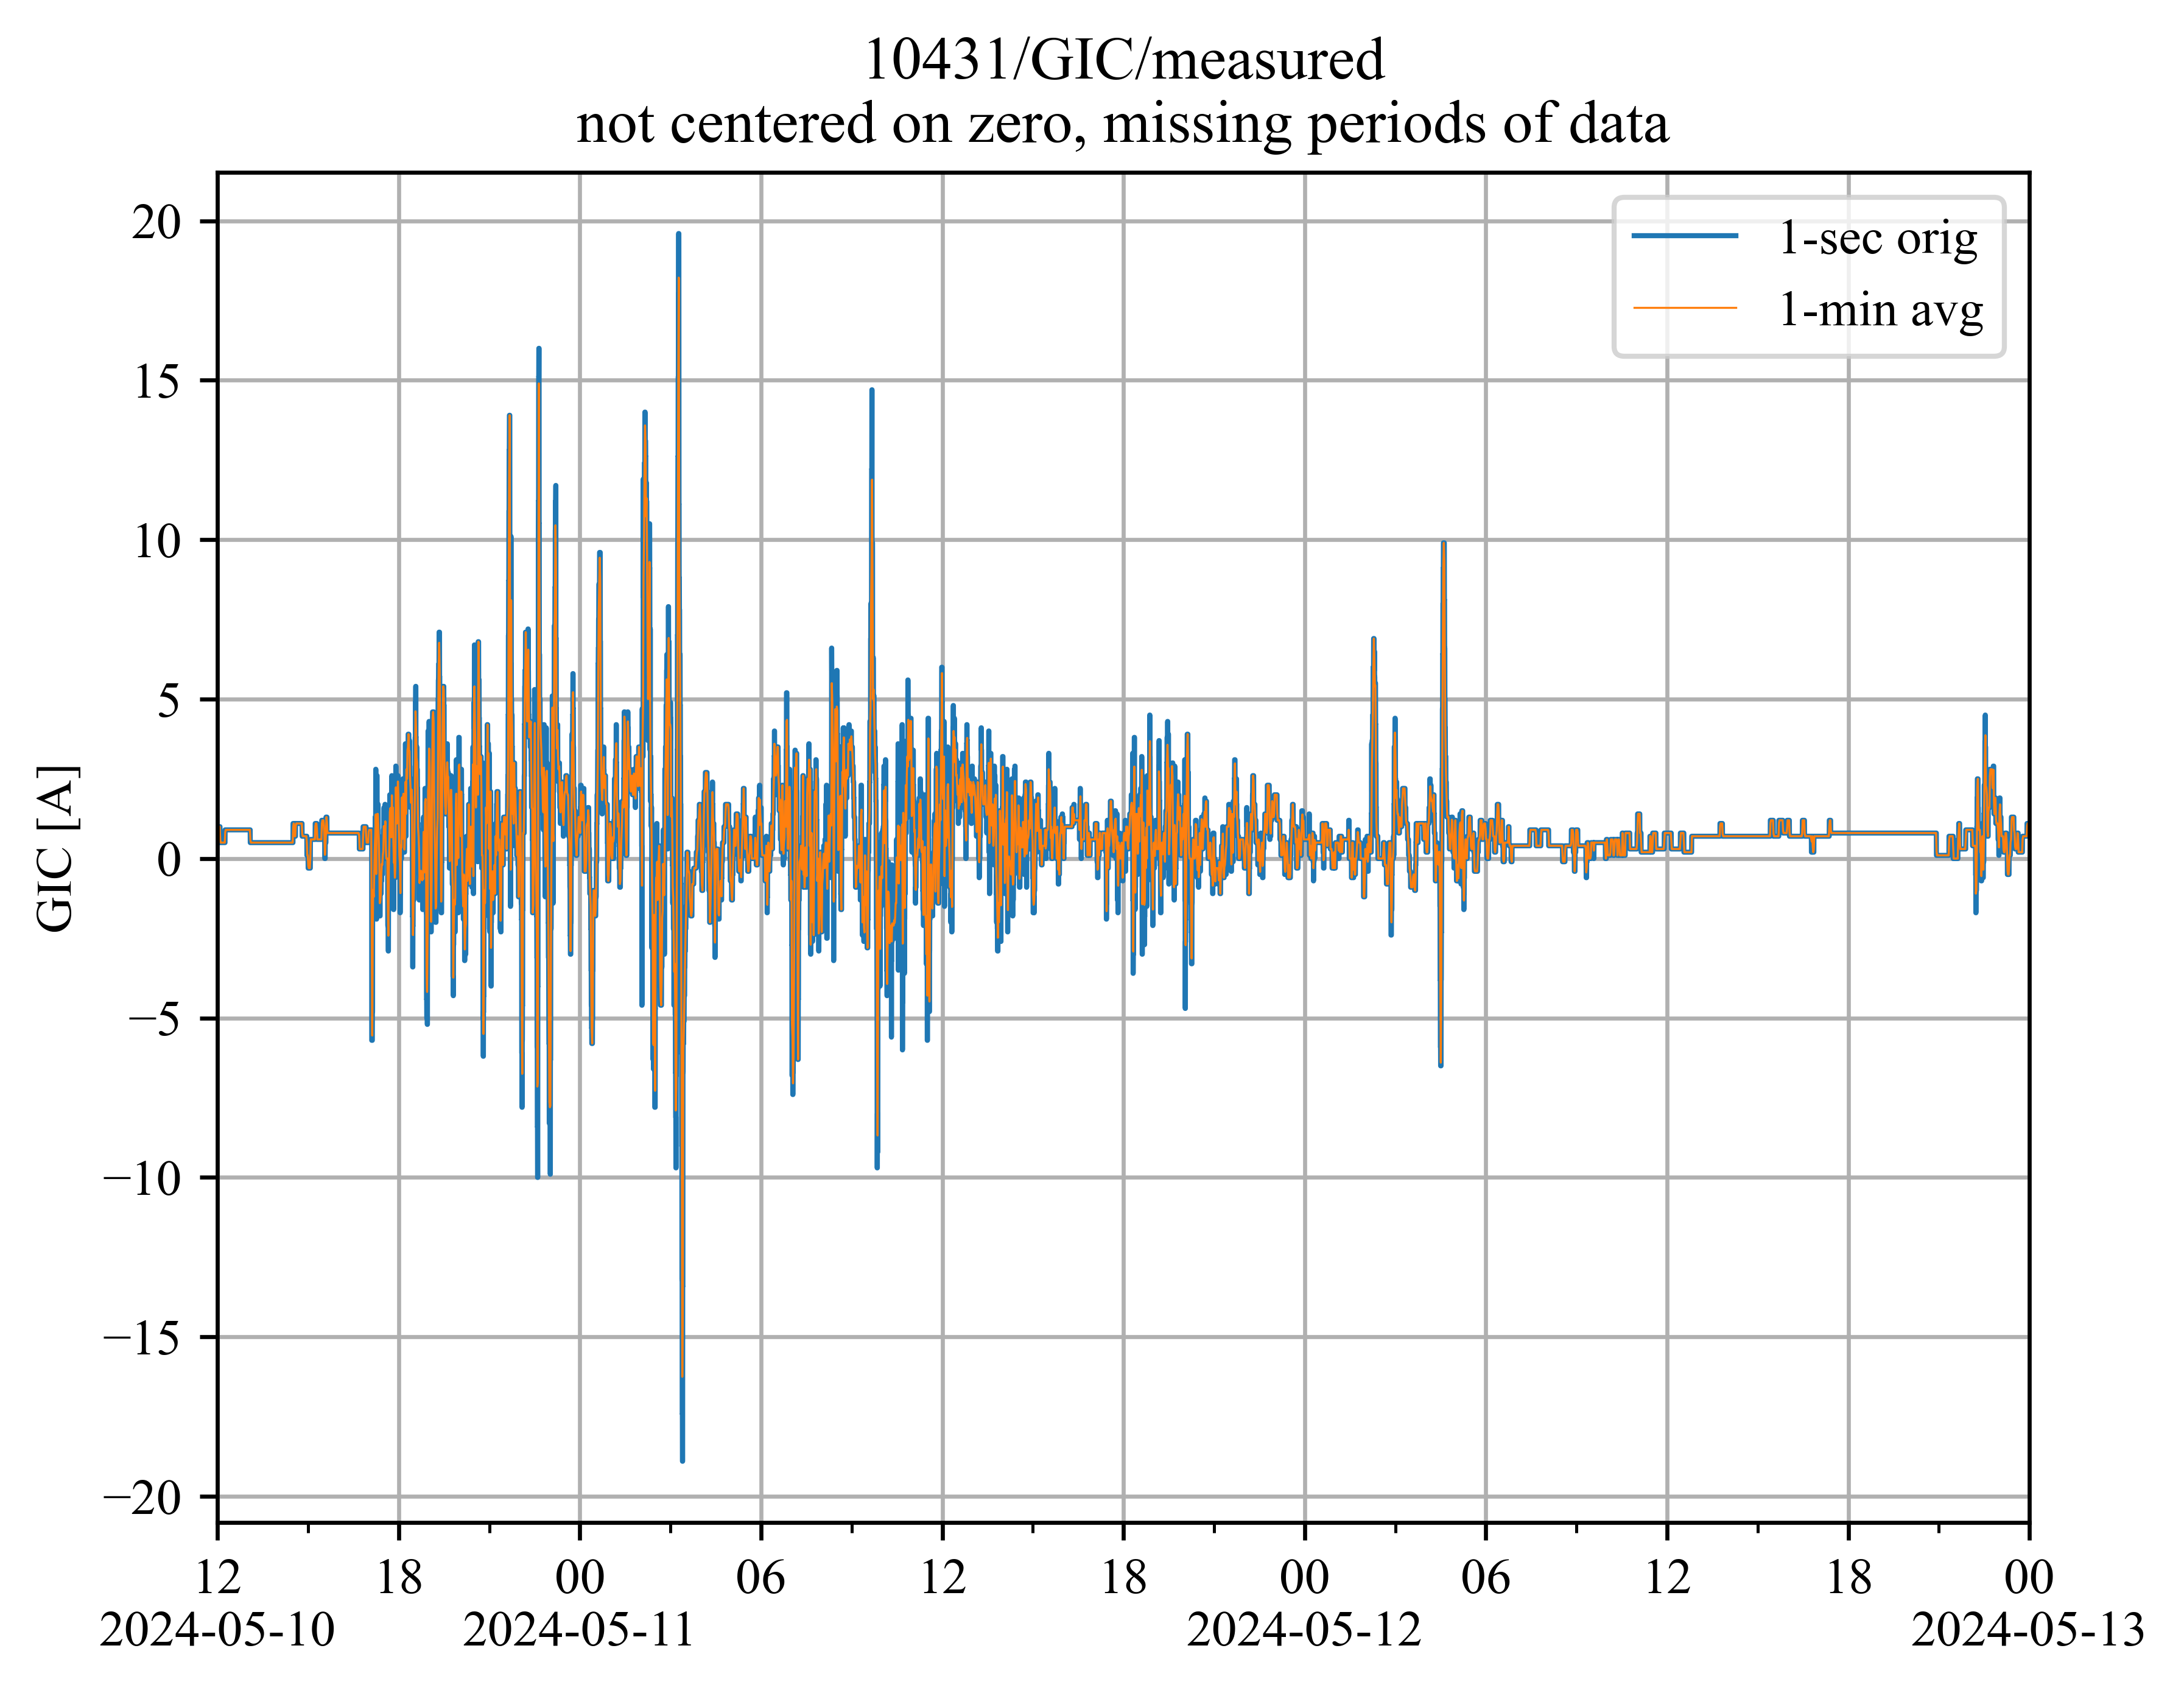 10431/GIC/measured
not centered on zero, missing periods of data
1-sec orig
1-min avg
GIC [A]
20
15
10
5
0
−5
−10
−15
−20
12 18 00 06 12 18 00 06 12 18 00
2024-05-10 2024-05-11 2024-05-12 2024-05-13